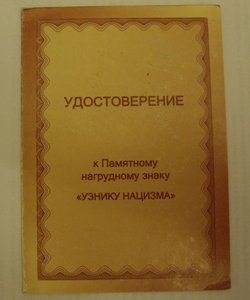 УДОСТОВЕРЕНИЕ
к Памятному
нагрудному знаку
«УЗНИКУ НАЦИЗМА»